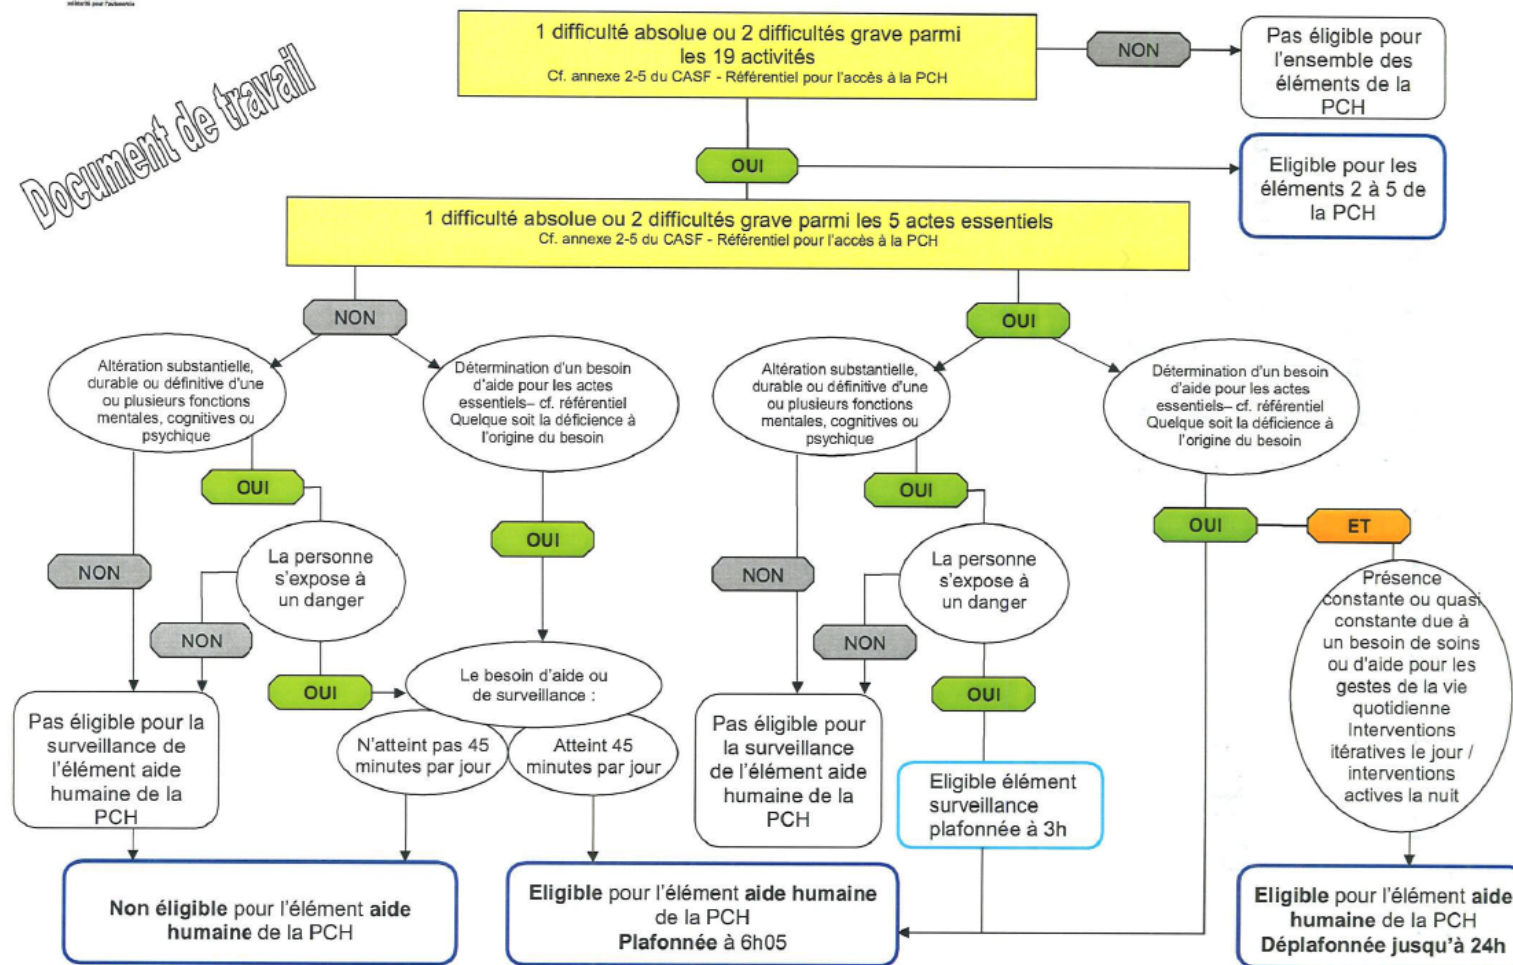 solidarité pour l'autonomie
Document de travail
1 difficulté absolue ou 2 difficultés grave parmi
les 19 activités
Cf. annexe 2-5 du CASF - Référentiel pour l'accès à la PCH
NON
Pas éligible pour
l'ensemble des
éléments de la
PCH
OUI
Eligible pour les
éléments 2 à 5 de
la PCH
1 difficulté absolue ou 2 difficultés grave parmi les 5 actes essentiels
Cf. annexe 2-5 du CASF - Référentiel pour l'accès à la PCH
NON
OUI
Altération substantielle,
durable ou définitive d'une
ou plusieurs fonctions
mentales, cognitives ou
psychique
Détermination d'un besoin
d'aide pour les actes
essentiels– cf. référentiel
Quelque soit la déficience à
l'origine du besoin
Altération substantielle,
durable ou définitive d'une
ou plusieurs fonctions
mentales, cognitives ou
psychique
Détermination d'un besoin
d'aide pour les actes
essentiels– cf. référentiel
Quelque soit la déficience à
l'origine du besoin
OUI
OUI
OUI
OUI
ET
NON
La personne
s'expose à
un danger
NON
OUI
NON
La personne
s'expose à
un danger
NON
OUI
Présence
constante ou quasi
constante due à
un besoin de soins
ou d'aide pour les
gestes de la vie
quotidienne
Interventions
itératives le jour /
interventions
actives la nuit
Le besoin d'aide ou
de surveillance :
N'atteint pas 45
minutes par jour
Atteint 45
minutes par jour
Pas éligible pour la
surveillance de
l'élément aide
humaine de la
PCH
Pas éligible pour
la surveillance
de l'élément aide
humaine de la
PCH
Eligible élément
surveillance
plafonnée à 3h
Non éligible pour l'élément aide
humaine de la PCH
Eligible pour l'élément aide humaine
de la PCH
Plafonnée à 6h05
Eligible pour l'élément aide
humaine de la PCH
Déplafonnée jusqu'à 24h